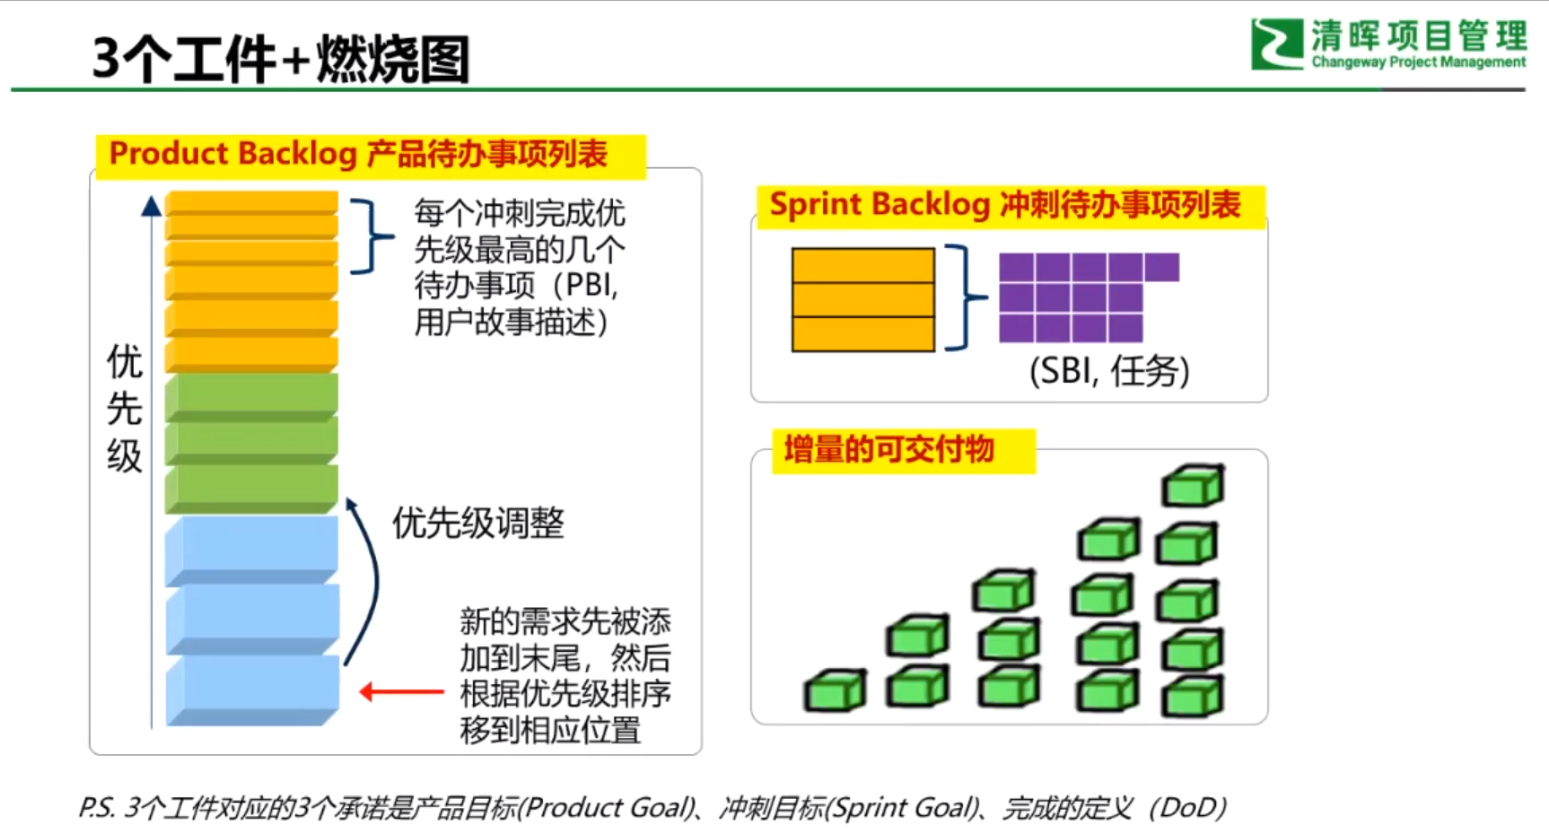 3个工件+燃烧图
清晖项目管理
Changeway Project Management
Product Backlog 产品待办事项列表
每个冲刺完成优
先级最高的几个
待办事项（PBI,
用户故事描述）
优
先
级
优先级调整
新的需求先被添
加到末尾，然后
根据优先级排序
移到相应位置
Sprint Backlog 冲刺待办事项列表
(SBI, 任务)
增量的可交付物
P.S. 3个工件对应的3个承诺是产品目标(Product Goal)、冲刺目标(Sprint Goal)、完成的定义（DoD）